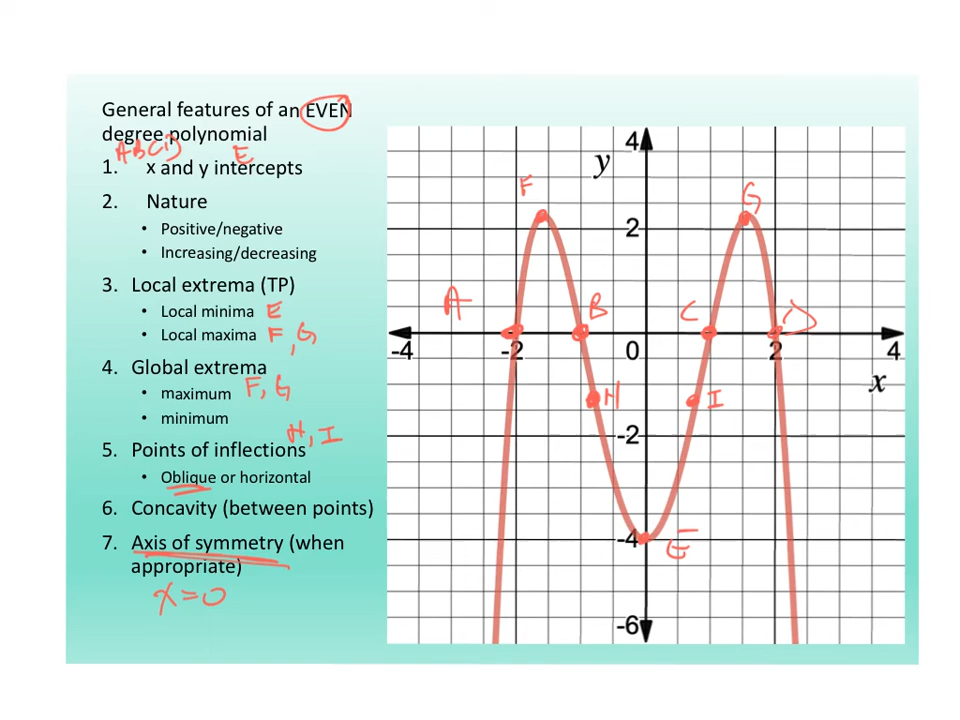 General features of an EVEN
degree polynomial
ABCD
E
1. x and y intercepts
2. Nature
• Positive/negative
• Increasing/decreasing
3. Local extrema (TP)
• Local minima E
• Local maxima F, G
4. Global extrema
• maximum F, G
• minimum
H, I
5. Points of inflections
• Oblique or horizontal
6. Concavity (between points)
7. Axis of symmetry (when
appropriate)
x=0
4
y
F
G
2
A
B
C
D
-4
-2
0
2
4
x
H
I
-2
-4
E
-6